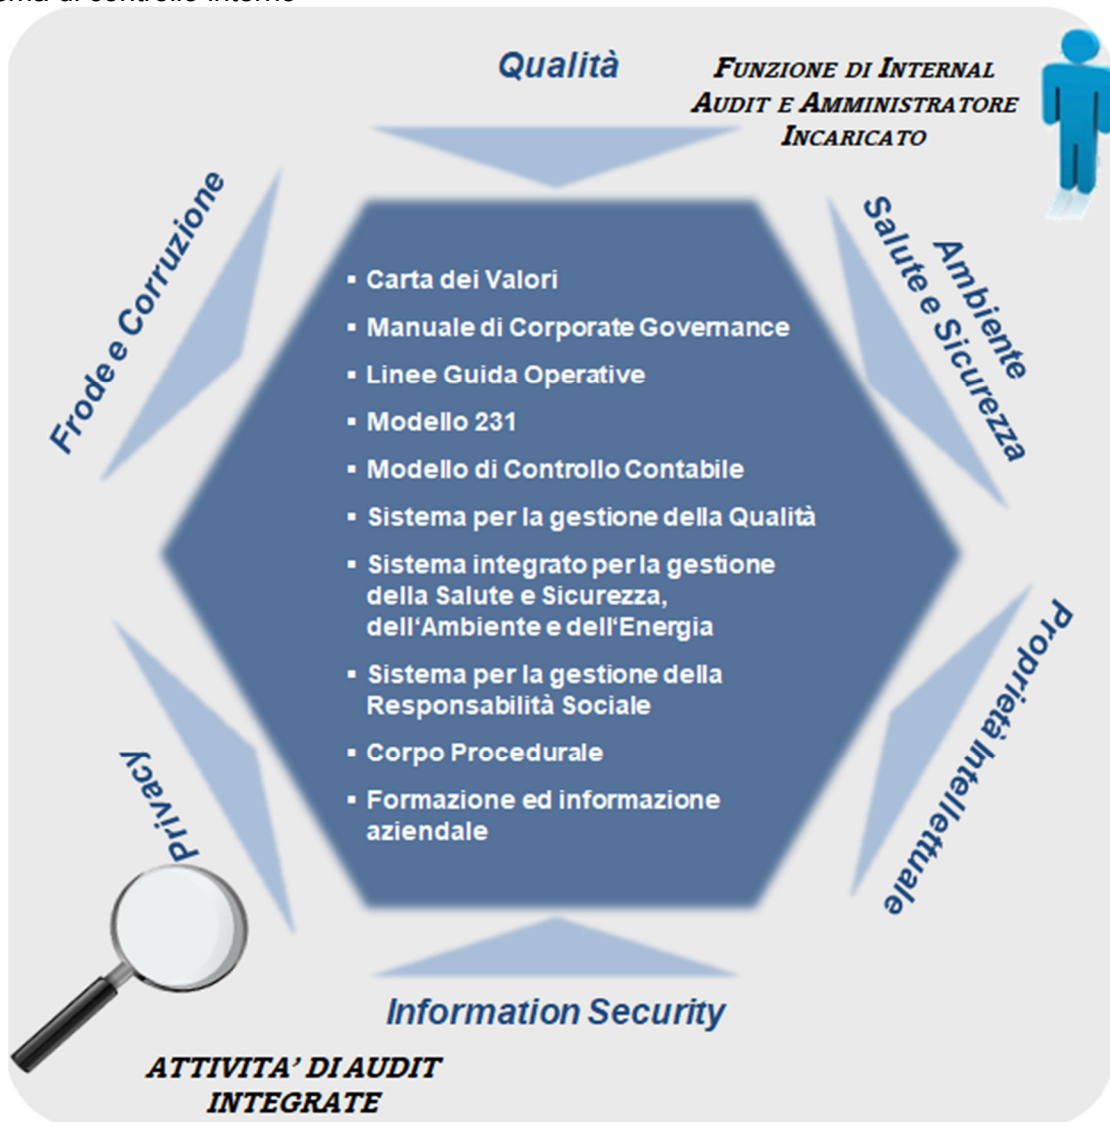 di controllo interno
Qualità
FUNZIONE DI INTERNAL
AUDIT E AMMINISTRATORE
INCARICATO
Frode e Corruzione
Ambiente
Salute e Sicurezza
▪ Carta dei Valori
▪ Manuale di Corporate Governance
▪ Linee Guida Operative
▪ Modello 231
▪ Modello di Controllo Contabile
▪ Sistema per la gestione della Qualità
▪ Sistema integrato per la gestione
della Salute e Sicurezza,
dell‘Ambiente e dell‘Energia
▪ Sistema per la gestione della
Responsabilità Sociale
▪ Corpo Procedurale
▪ Formazione ed informazione
aziendale
Proprietà Intellettuale
Privacy
Information Security
ATTIVITA’ DI AUDIT
INTEGRATE